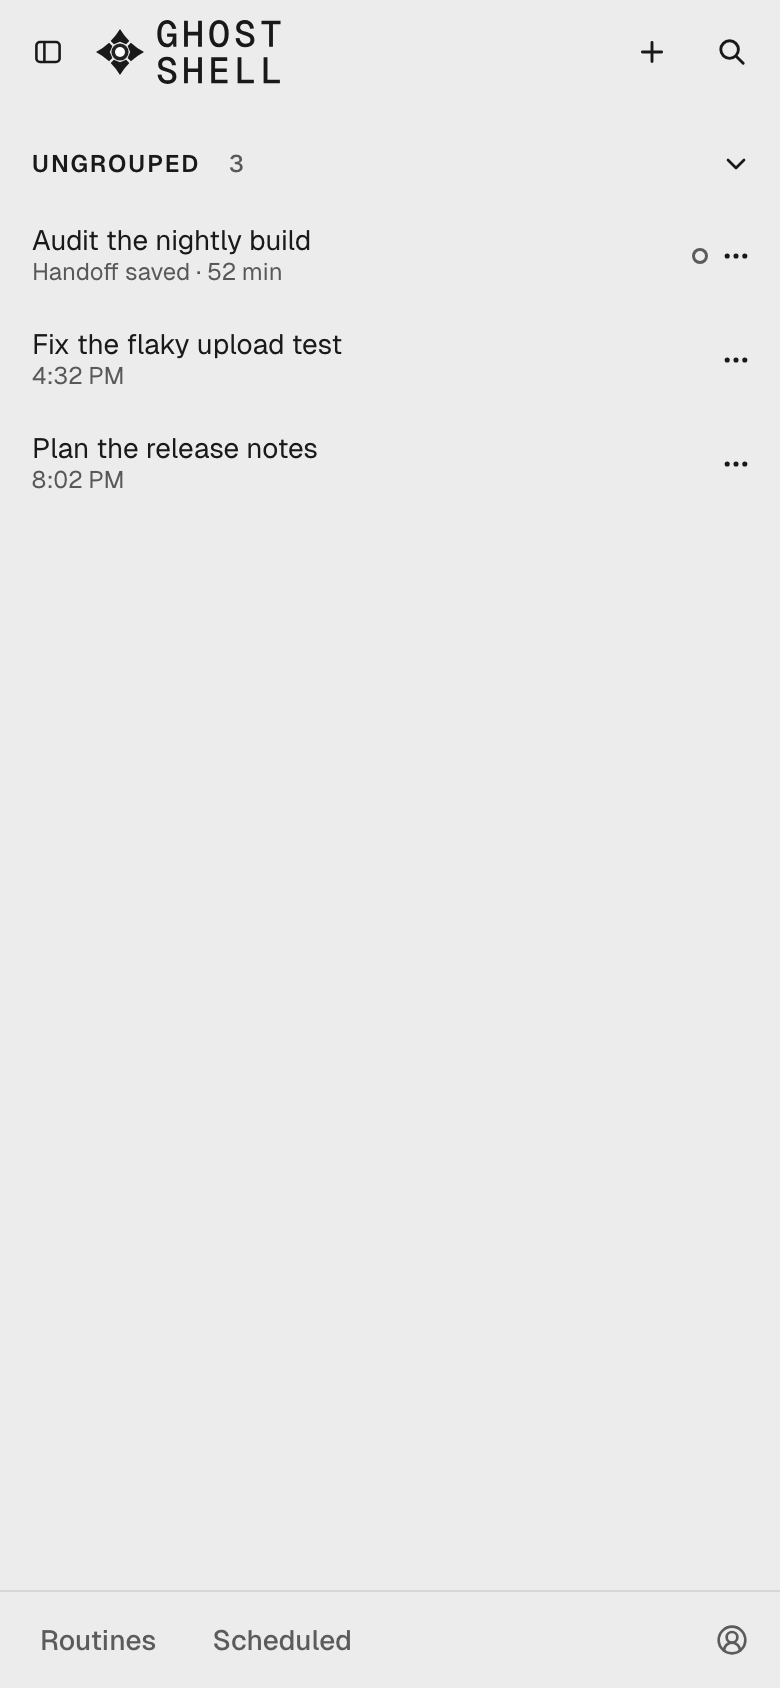 GHOST
SHELL
UNGROUPED 3
Audit the nightly build
Handoff saved · 52 min
Fix the flaky upload test
4:32 PM
Plan the release notes
8:02 PM
Routines Scheduled